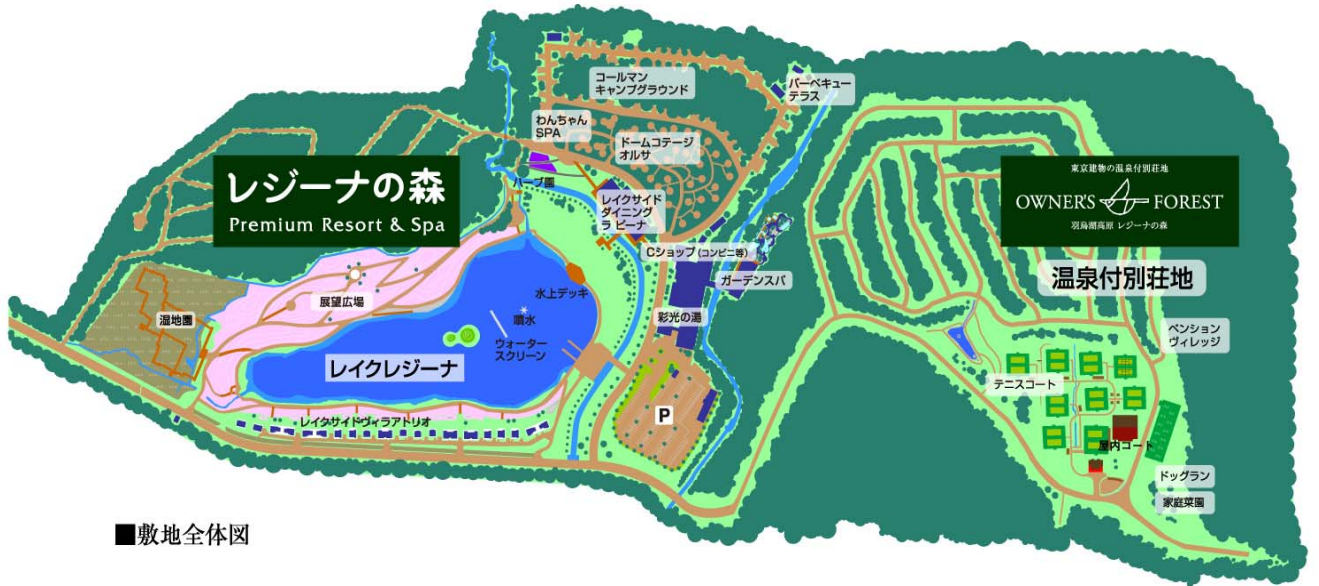 コールマン
キャンプグラウンド
バーベキュー
テラス
わんちゃん
SPA
ドームコテージ
オルサ
レジーナの森
Premium Resort & Spa
ハーブ園
レイクサイド
ダイニング
ラ ピーナ
Cショップ(コンビニ等)
ガーデンスパ
東京建物の温泉付別荘地
OWNER'S FOREST
羽鳥湖高原 レジーナの森
温泉付別荘地
展望広場
水上デッキ
湿地園
噴水
彩光の湯
ウォーター
スクリーン
レイクレジーナ
ペンション
ヴィレッジ
テニスコート
P
レイクサイドヴィラアトリオ
屋内コート
ドッグラン
家庭菜園
■敷地全体図